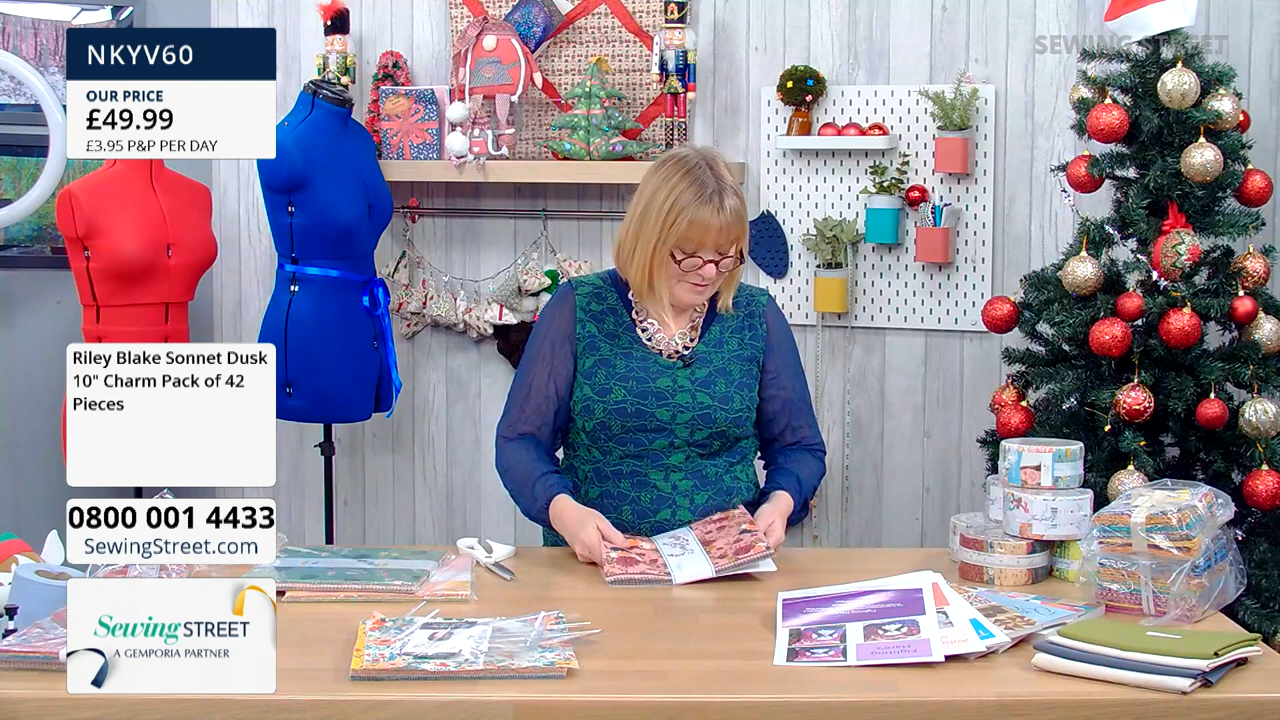 NKYV60
OUR PRICE
£49.99
£3.95 P&P PER DAY
SEWING STREET
Riley Blake Sonnet Dusk
10" Charm Pack of 42
Pieces
0800 001 4433
SewingStreet.com
Sewing STREET
A GEMPORIA PARTNER